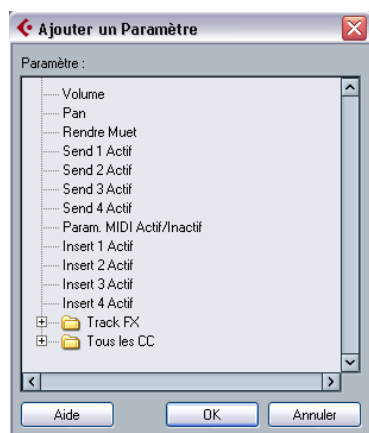 Ajouter un Paramètre
Paramètre :
Volume
Pan
Rendre Muet
Send 1 Actif
Send 2 Actif
Send 3 Actif
Send 4 Actif
Param. MIDI Actif/Inactif
Insert 1 Actif
Insert 2 Actif
Insert 3 Actif
Insert 4 Actif
Track FX
Tous les CC
Aide OK Annuler